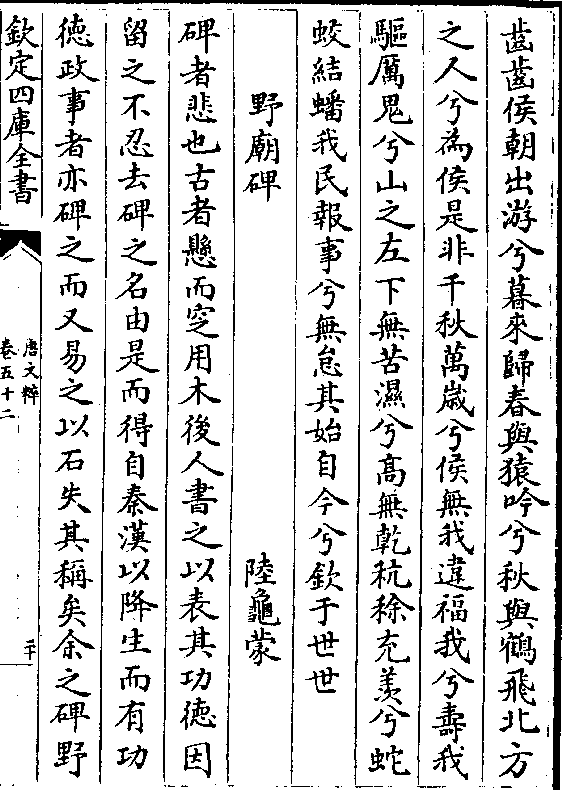 齒齒侯朝出游兮暮來歸春與猿吟兮秋與鶴飛北方
之人兮為侯是非千秋萬歲兮侯無我違福我兮壽我
驅厲鬼兮山之左下無苦濕兮髙無乾秔稌充羨兮蛇
蛟結蟠我民報事兮無怠其始自今兮欽于世世
野廟碑 陸龜蒙
碑者悲也古者懸而窆用木後人書之以表其功徳因
留之不忍去碑之名由是而得自秦漢以降生而有功
徳政事者亦碑之而又易之以石失其稱矣余之碑野
欽定四庫全書
唐文粹
卷五十二
二十